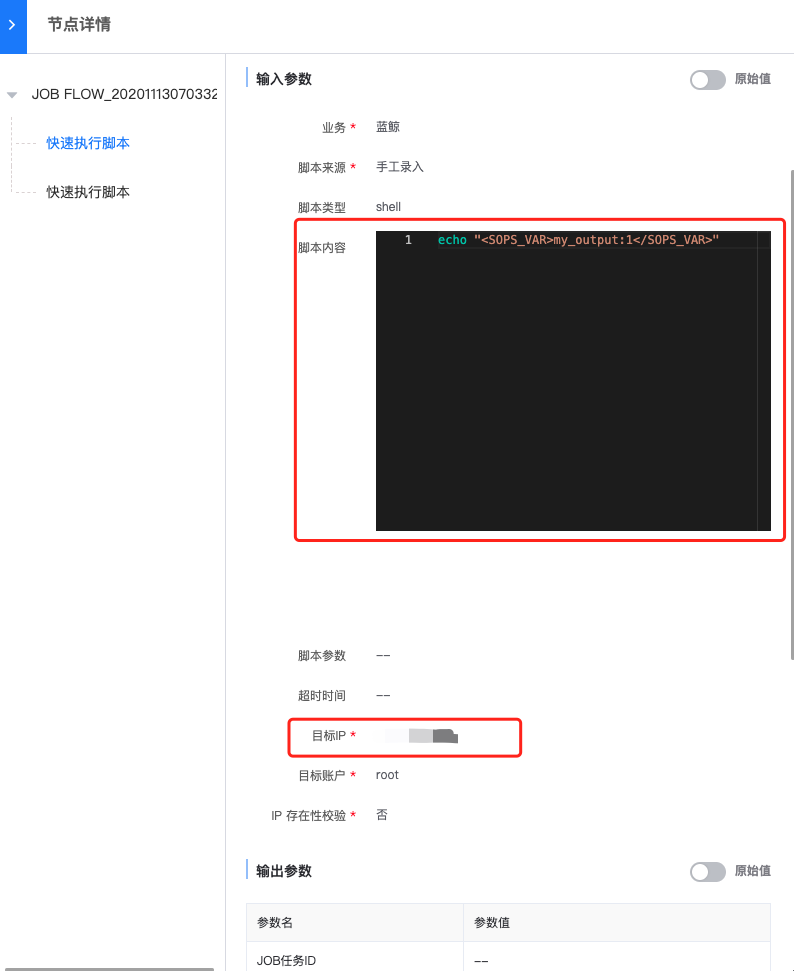 节点详情
JOB FLOW_20201113070332
快速执行脚本
快速执行脚本
输入参数 原始值
业务 * 蓝鲸
脚本来源 * 手工录入
脚本类型 shell
脚本内容
1 echo "<SOPS_VAR>my_output:1</SOPS_VAR>"
脚本参数 --
超时时间 --
目标IP *
目标账户 * root
IP 存在性校验 * 否
输出参数 原始值
参数名 参数值
JOB任务ID --